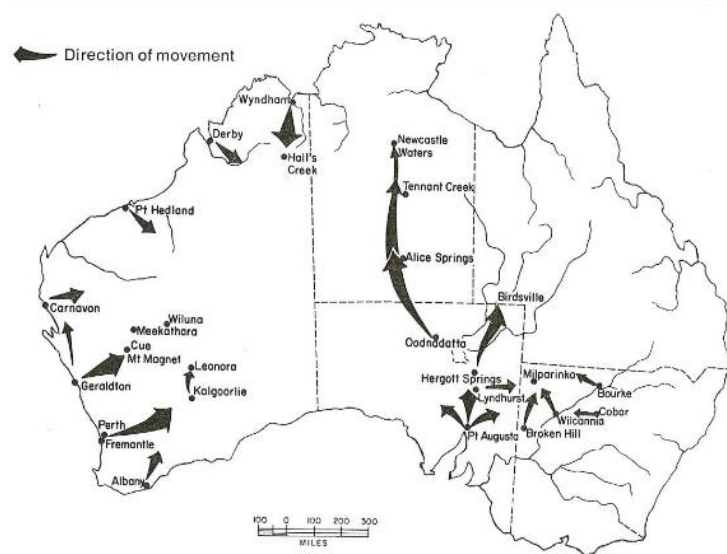 Direction of movement
Wyndham
Derby
Hall's
Creek
Newcastle
Waters
Tennant Creek
Pt Hedland
Alice Springs
Carnavon
Birdsville
Wiluna
Meekathara
Cue
Mt Magnet
Oodnadatta
Leonora
Geraldton
Kalgoorlie
Hergott Springs
Lyndhurst
Milparinka
Bourke
Cobar
Wilcannia
Perth
Fremantle
Pt Augusta
Broken Hill
Albany
100 0 100 200 300
MILES